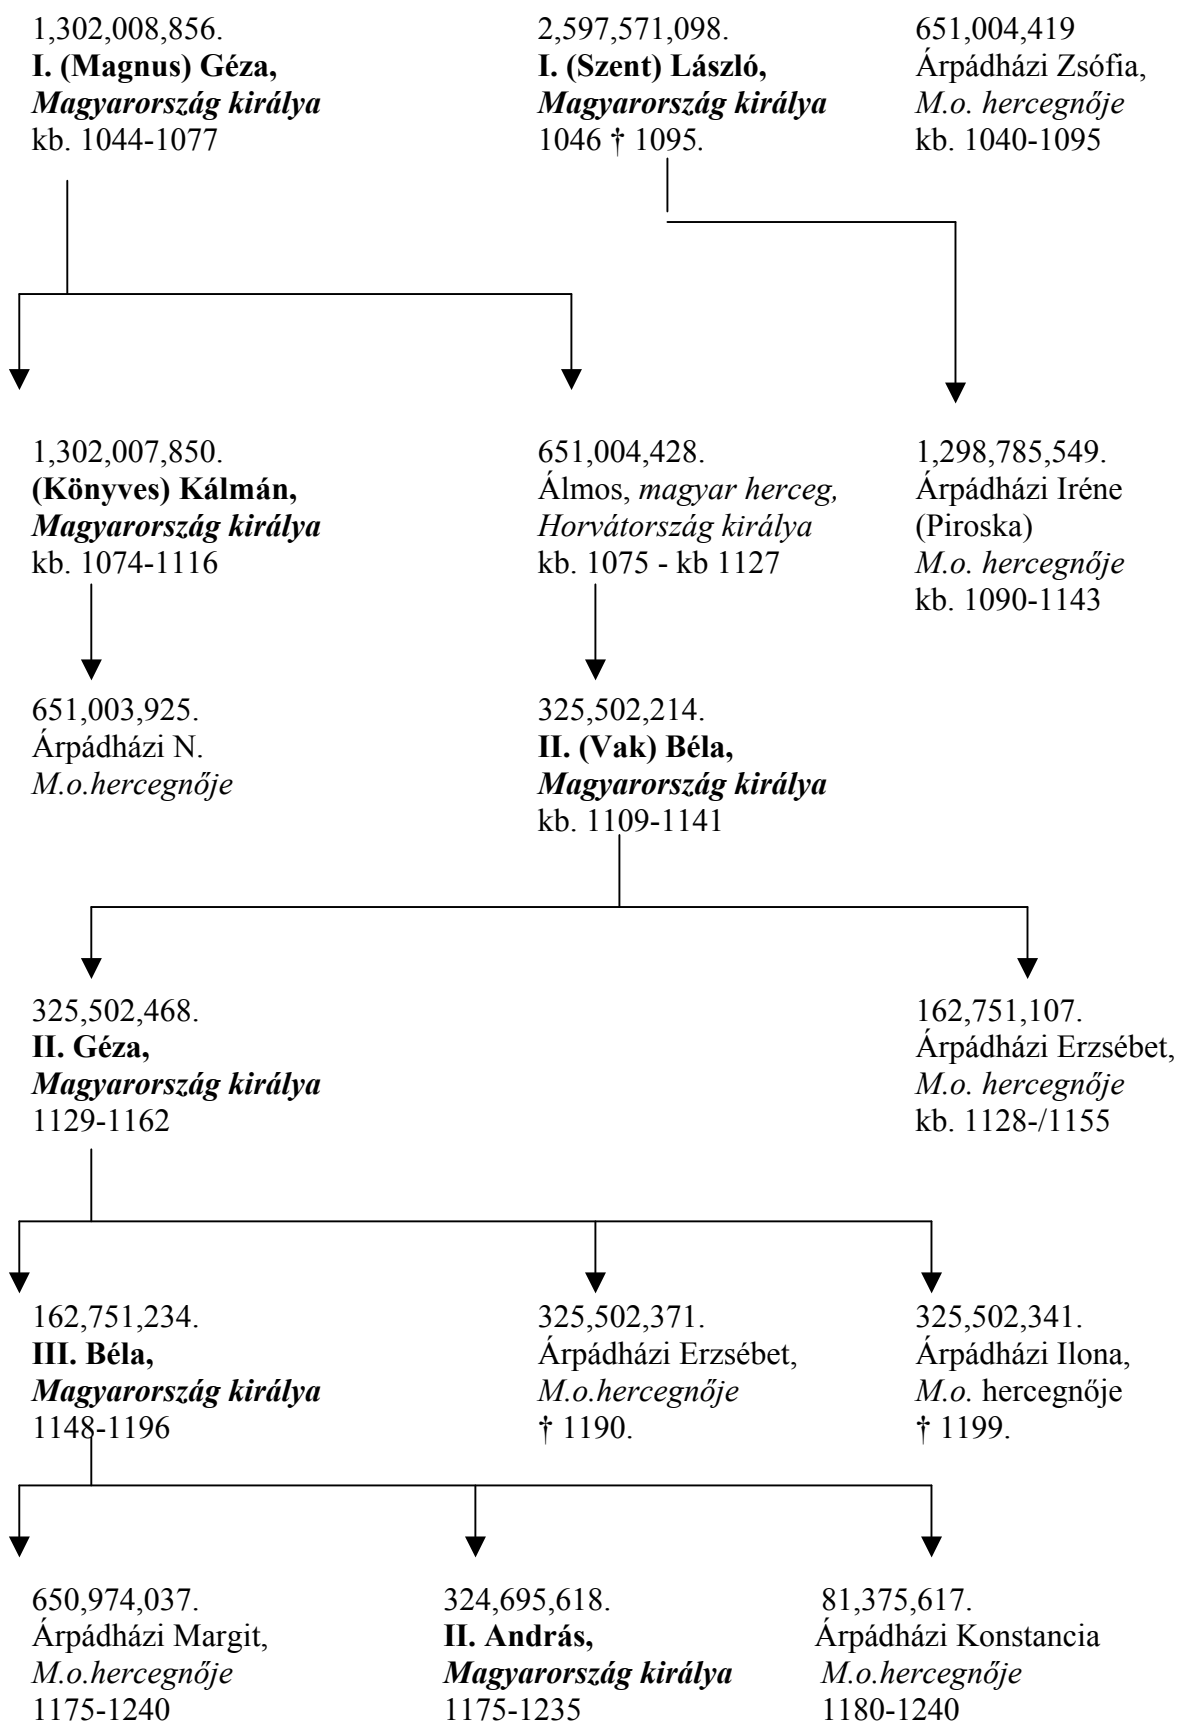 1,302,008,856.
I. (Magnus) Géza,
Magyarország királya
kb. 1044-1077
2,597,571,098.
I. (Szent) László,
Magyarország királya
1046 † 1095.
651,004,419
Árpádházi Zsófia,
M.o. hercegnője
kb. 1040-1095
1,302,007,850.
(Könyves) Kálmán,
Magyarország királya
kb. 1074-1116
651,004,428.
Álmos, magyar herceg,
Horvátország királya
kb. 1075 - kb 1127
1,298,785,549.
Árpádházi Iréne
(Piroska)
M.o. hercegnője
kb. 1090-1143
651,003,925.
Árpádházi N.
M.o.hercegnője
325,502,214.
II. (Vak) Béla,
Magyarország királya
kb. 1109-1141
325,502,468.
II. Géza,
Magyarország királya
1129-1162
162,751,107.
Árpádházi Erzsébet,
M.o. hercegnője
kb. 1128-/1155
162,751,234.
III. Béla,
Magyarország királya
1148-1196
325,502,371.
Árpádházi Erzsébet,
M.o.hercegnője
† 1190.
325,502,341.
Árpádházi Ilona,
M.o. hercegnője
† 1199.
650,974,037.
Árpádházi Margit,
M.o.hercegnője
1175-1240
324,695,618.
II. András,
Magyarország királya
1175-1235
81,375,617.
Árpádházi Konstancia
M.o.hercegnője
1180-1240